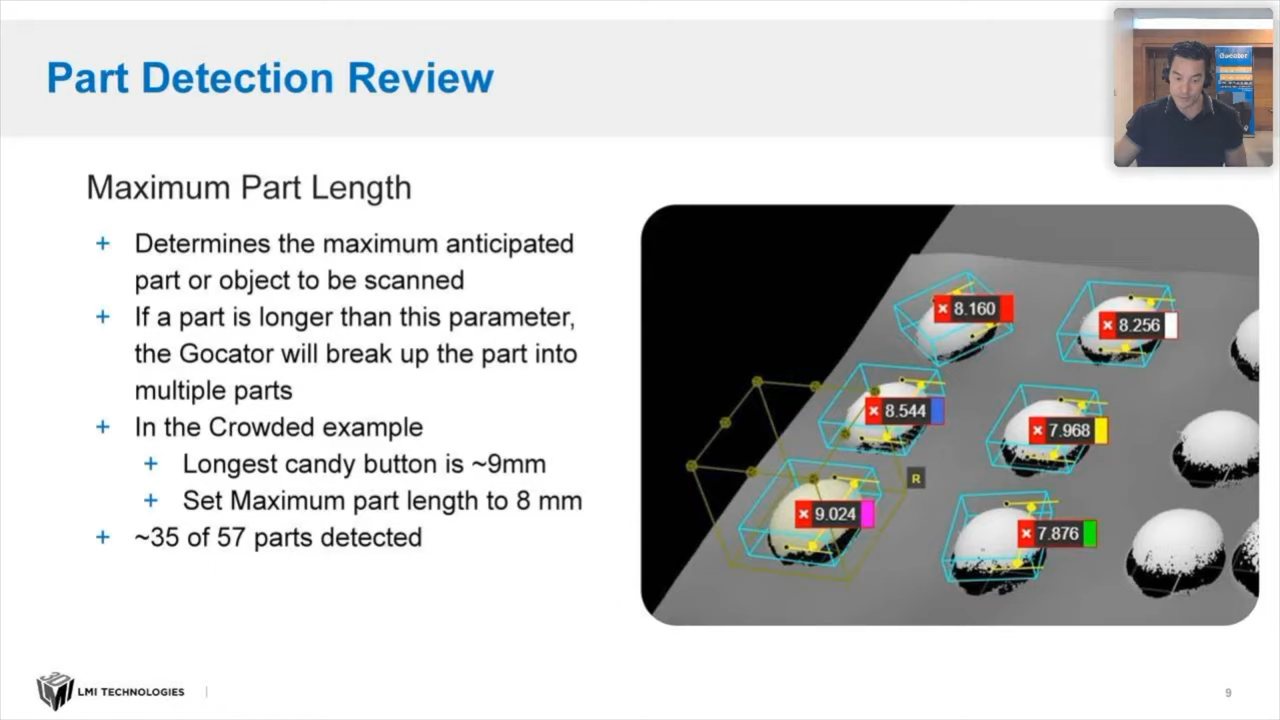 Part Detection Review
Gocator
Maximum Part Length
+ Determines the maximum anticipated
part or object to be scanned
+ If a part is longer than this parameter,
the Gocator will break up the part into
multiple parts
+ In the Crowded example
+ Longest candy button is ~9mm
+ Set Maximum part length to 8 mm
+ ~35 of 57 parts detected
× 8.160
× 8.256
× 8.544
× 7.968
R
× 9.024
× 7.876
LMI TECHNOLOGIES
9